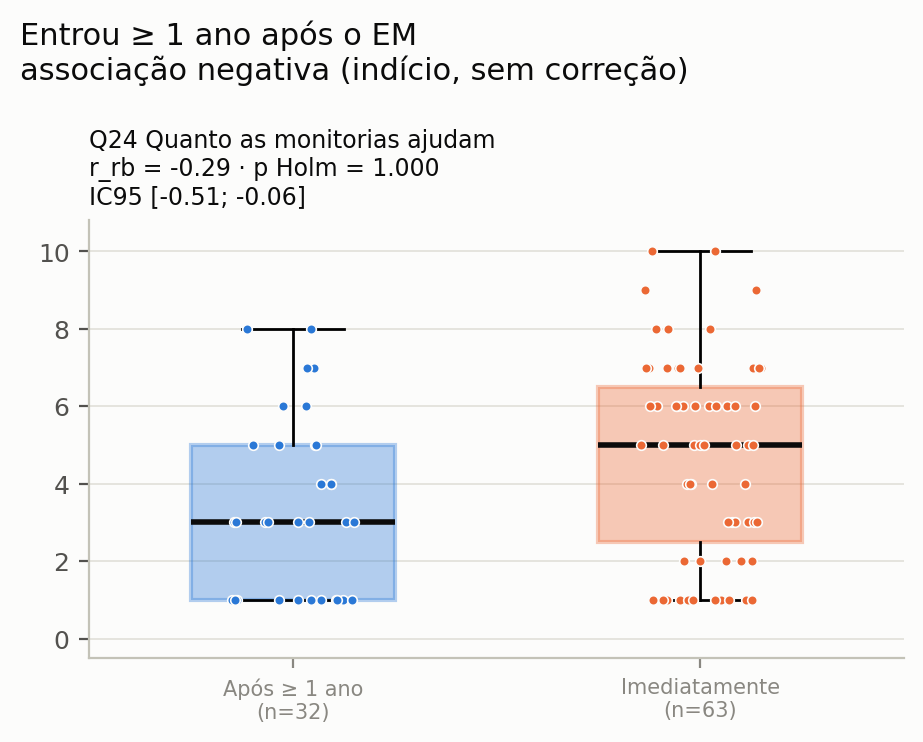 Entrou ≥ 1 ano após o EM
associação negativa (indício, sem correção)
Q24 Quanto as monitorias ajudam
r_rb = -0.29 · p Holm = 1.000
IC95 [-0.51; -0.06]
10
8
6
4
2
0
Após ≥ 1 ano
(n=32)
Imediatamente
(n=63)